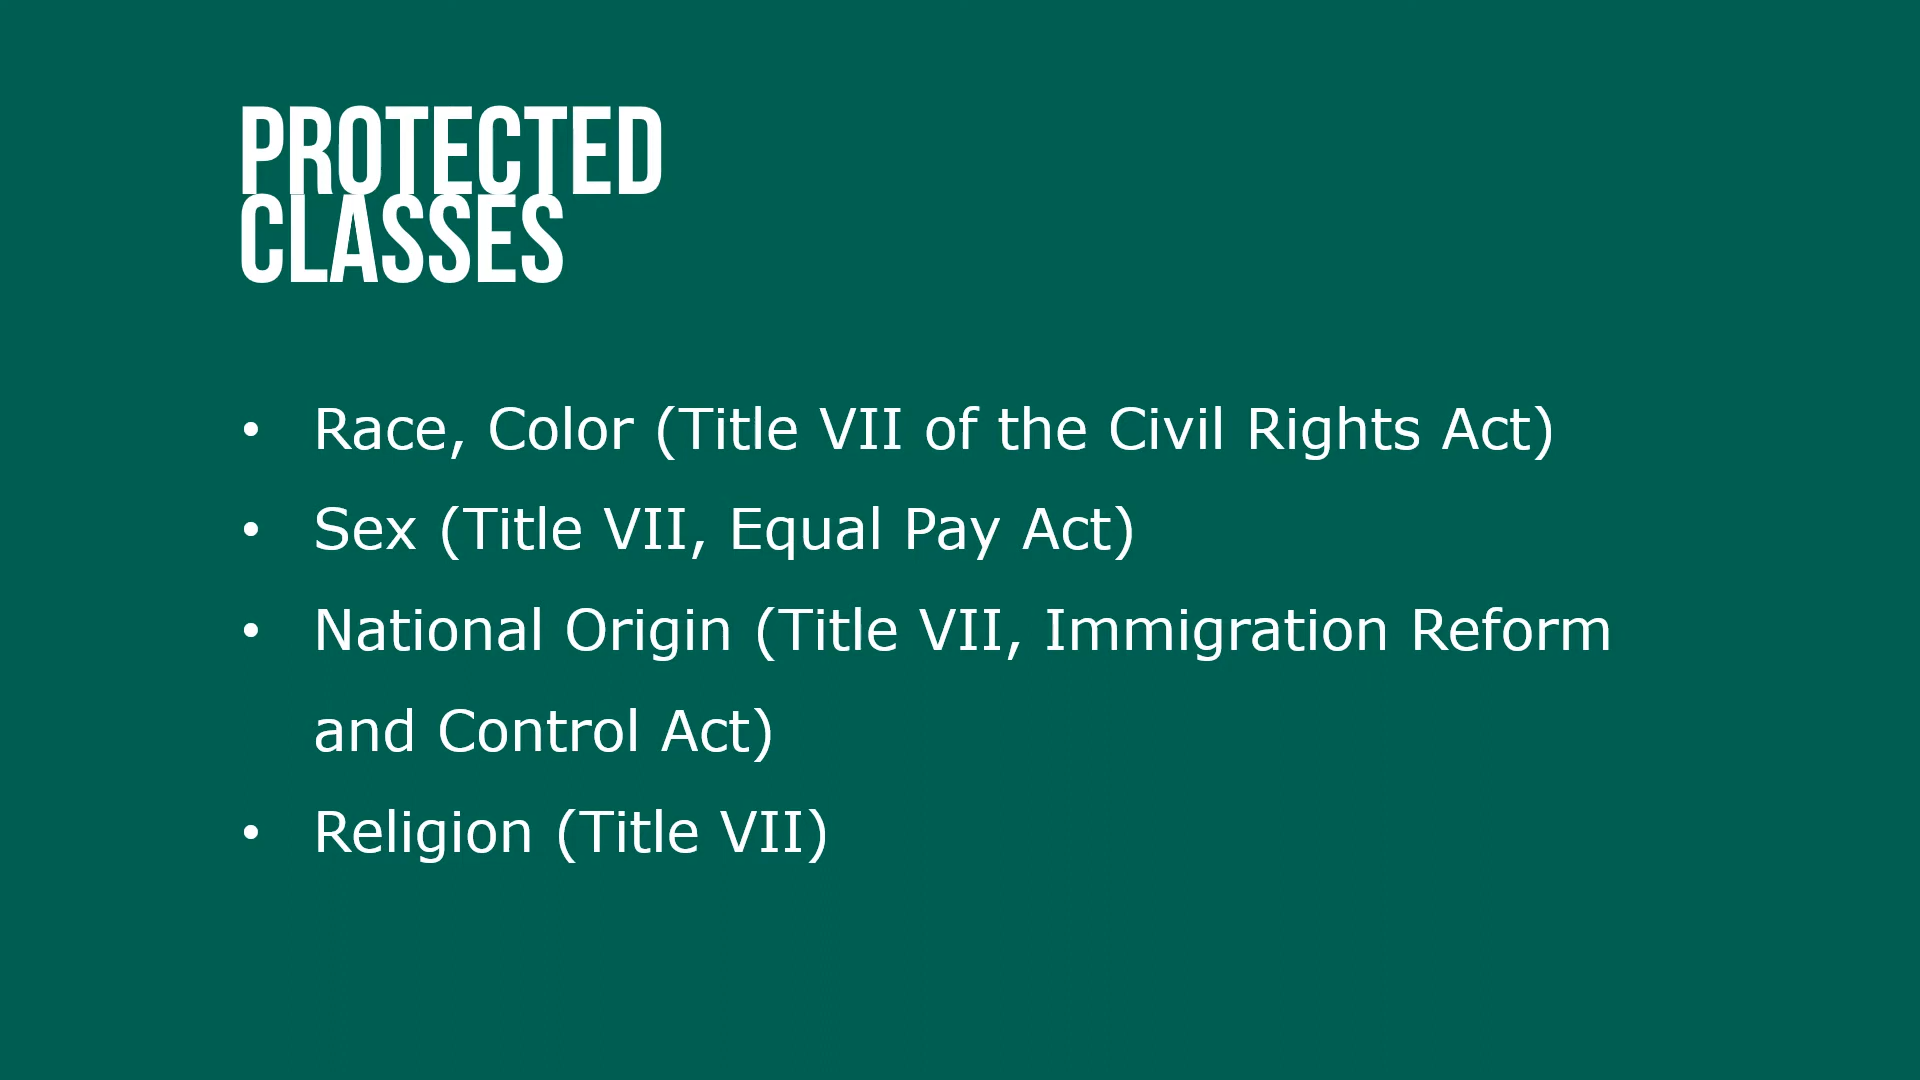 PROTECTED
CLASSES
• Race, Color (Title VII of the Civil Rights Act)
• Sex (Title VII, Equal Pay Act)
• National Origin (Title VII, Immigration Reform
and Control Act)
• Religion (Title VII)